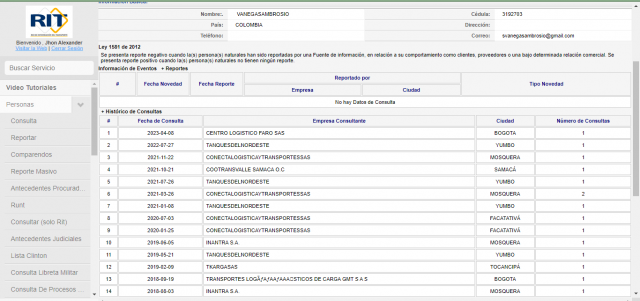 Información Básica:
Nombre:. VANEGASAMBROSIO Cédula: 3192793
País: COLOMBIA Dirección:
Teléfono: Correo: svanegasambrosio@gmail.com
RIT
Bienvenido , Jhon Alexander
Visitar la Web | Cerrar Sesión
Buscar Servicio
Video Tutoriales
Personas
Consulta
Reportar
Comparendos
Reporte Masivo
Antecedentes Procurad...
Runt
Consultar (solo Rit)
Antecedentes Judiciales
Lista Clinton
Consulta Libreta Militar
Consulta De Procesos ...
Ley 1581 de 2012
Se presenta reporte negativo cuando la(s) persona(s) naturales han sido reportadas por una Fuente de información, en relación a su comportamiento como clientes, proveedores o una bajo determinada relación comercial. Se
presenta reporte positivo cuando la(s) persona(s) naturales no tienen ningún reporte.
Información de Eventos + Reportes
# Fecha Novedad Fecha Reporte Reportado por Tipo Novedad
Empresa Ciudad
No hay Datos de Consulta
+ Histórico de Consultas
# Fecha de Consulta Empresa Consultante Ciudad Número de Consultas
1 2023-04-08 CENTRO LOGISTICO FARO SAS BOGOTA 1
2 2022-07-27 TANQUESDELNORDESTE YUMBO 1
3 2021-11-22 CONECTALOGISTICAYTRANSPORTESSAS MOSQUERA 1
4 2021-10-21 COOTRANSVALLE SAMACA O.C SAMACÁ 1
5 2021-07-26 TANQUESDELNORDESTE YUMBO 1
6 2021-03-26 CONECTALOGISTICAYTRANSPORTESSAS MOSQUERA 2
7 2021-01-08 TANQUESDELNORDESTE YUMBO 1
8 2020-07-03 CONECTALOGISTICAYTRANSPORTESSAS FACATATIVÁ 1
9 2020-01-25 CONECTALOGISTICAYTRANSPORTESSAS FACATATIVÁ 1
10 2019-06-05 INANTRA S.A MOSQUERA 1
11 2019-05-21 TANQUESDELNORDESTE YUMBO 1
12 2019-02-09 TKARGASAS TOCANCIPÁ 1
13 2018-09-19 BOGOTA 1
14 2018-08-03 INANTRA S.A MOSQUERA 1